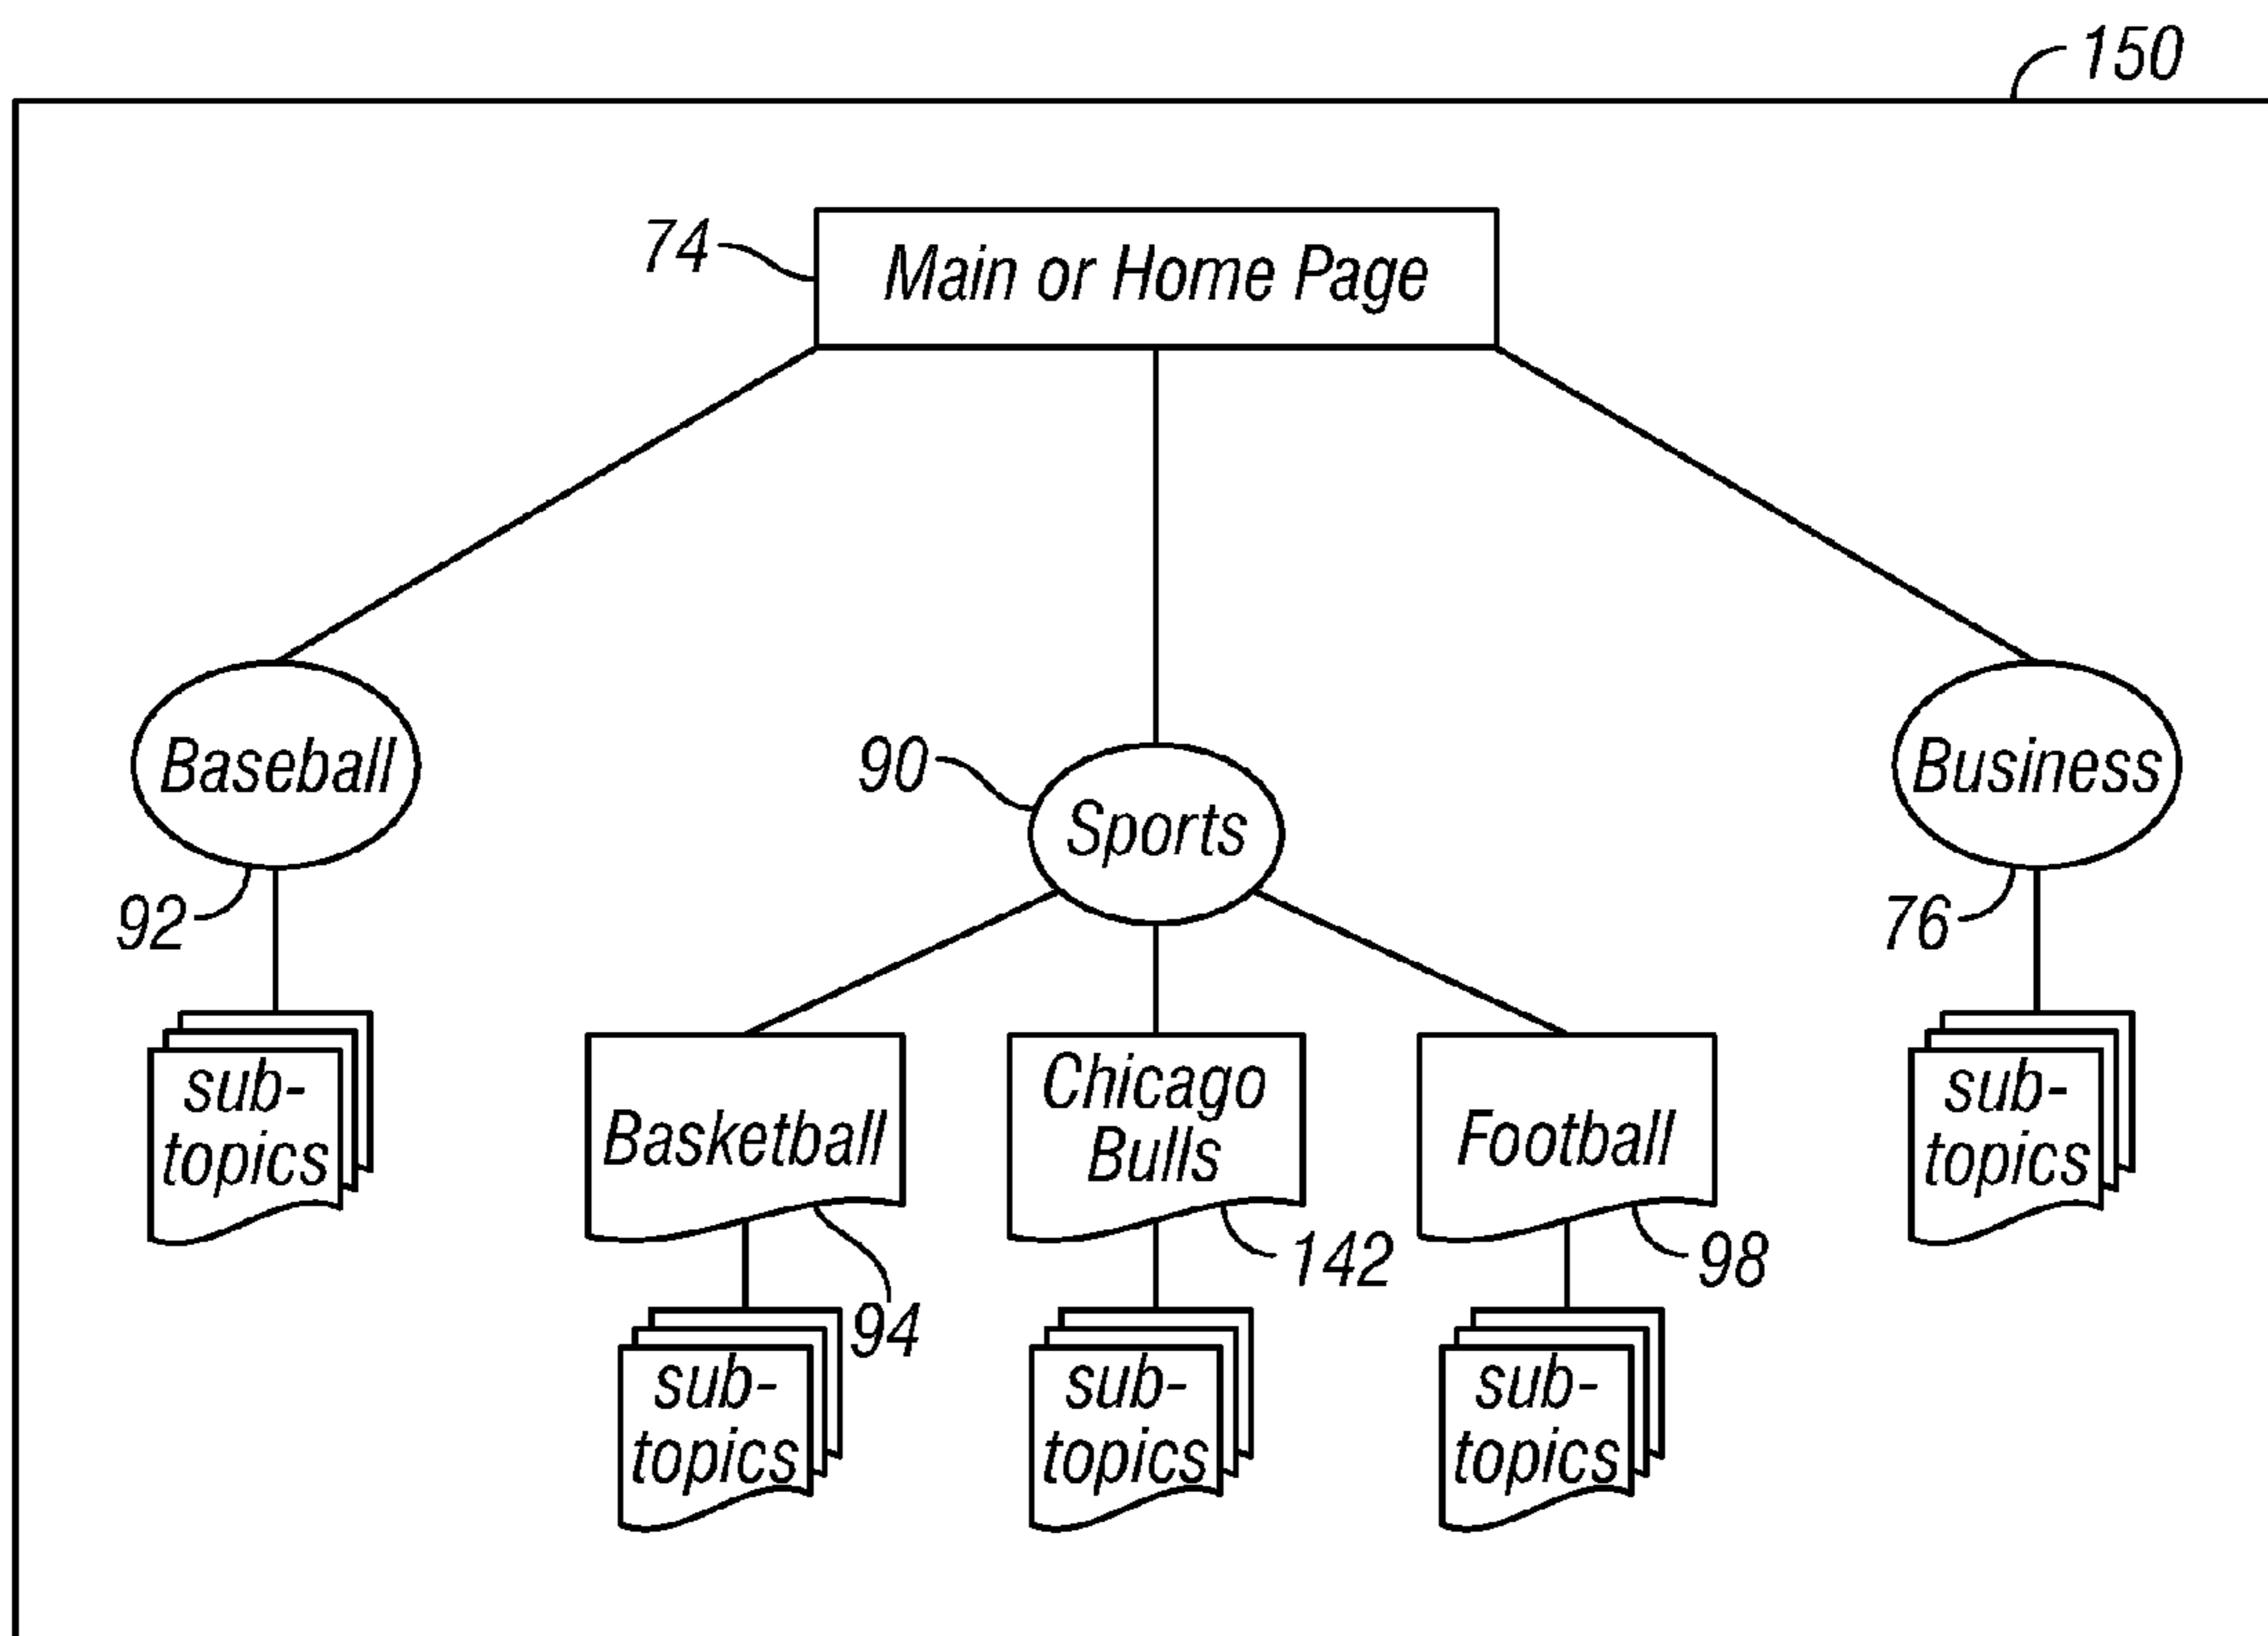 150
74
Main or Home Page
Baseball
90
Sports
Business
92
76
sub-
topics
Basketball
Chicago
Bulls
Football
sub-
topics
94
142
98
sub-
topics
sub-
topics
sub-
topics